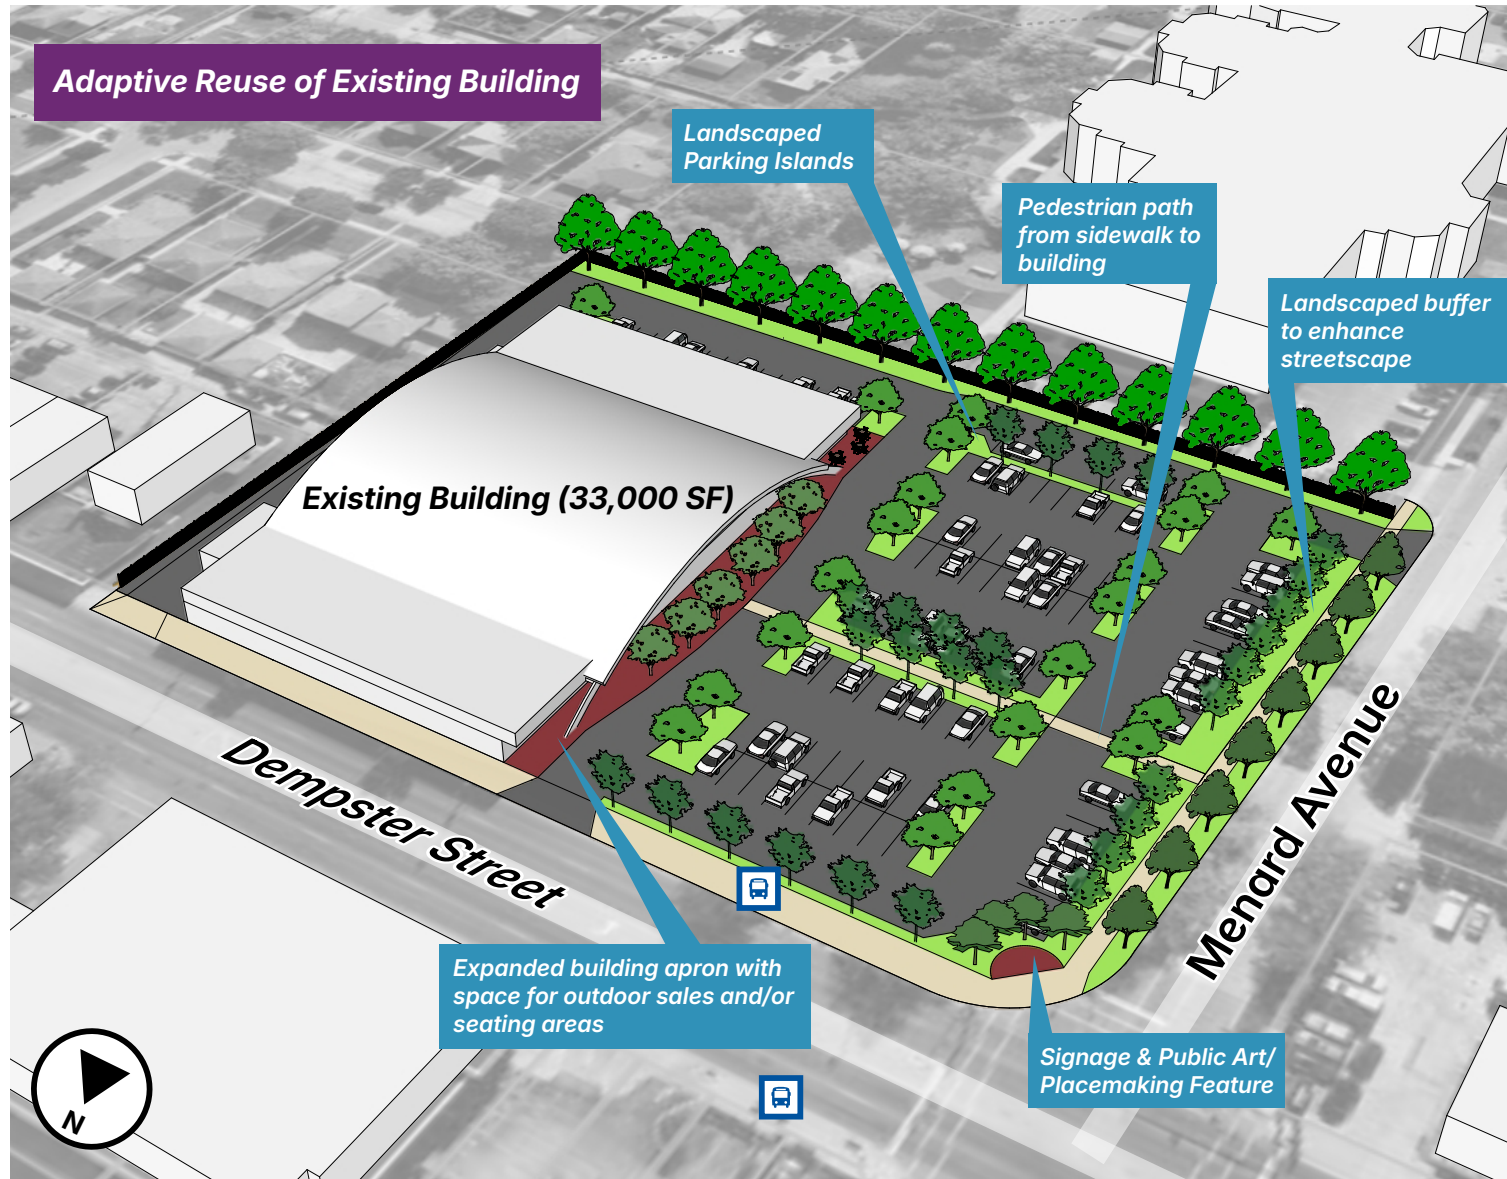 Adaptive Reuse of Existing Building
Landscaped
Parking Islands
Pedestrian path
from sidewalk to
building
Landscaped buffer
to enhance
streetscape
Existing Building (33,000 SF)
Dempster Street
Menard Avenue
Expanded building apron with
space for outdoor sales and/or
seating areas
Signage & Public Art/
Placemaking Feature
N